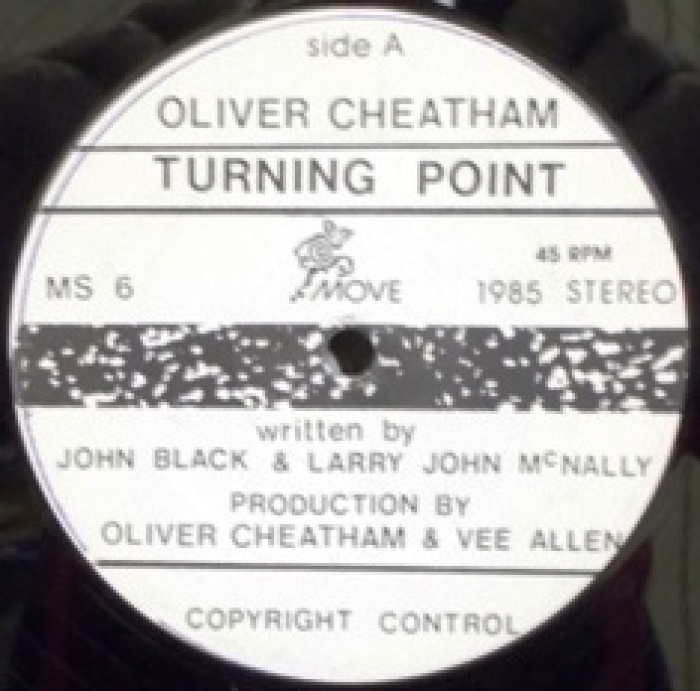 side A
OLIVER CHEATHAM
TURNING POINT
45 RPM
MS 6 MOVE 1985 STEREO
written by
JOHN BLACK & LARRY JOHN McNALLY
PRODUCTION BY
OLIVER CHEATHAM & VEE ALLEN
COPYRIGHT CONTROL